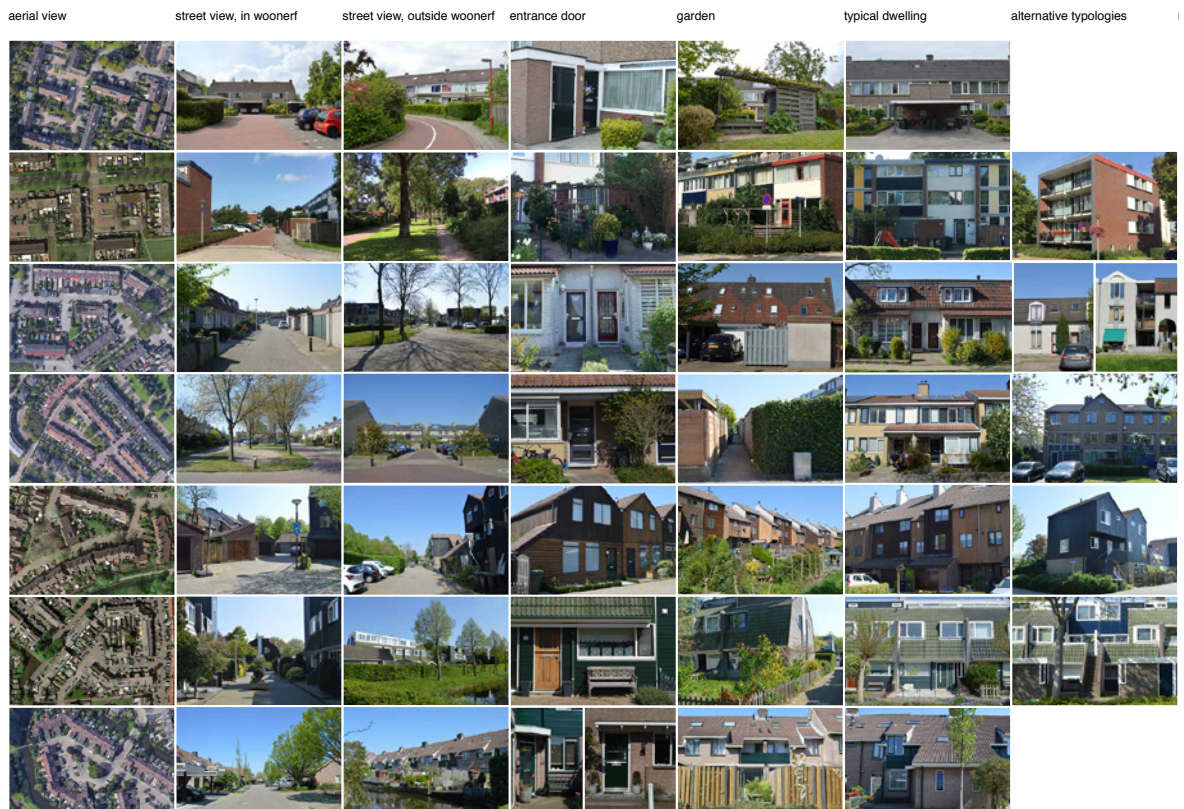 aerial view
street view, in woonerf
street view, outside woonerf
entrance door
garden
typical dwelling
alternative typologies